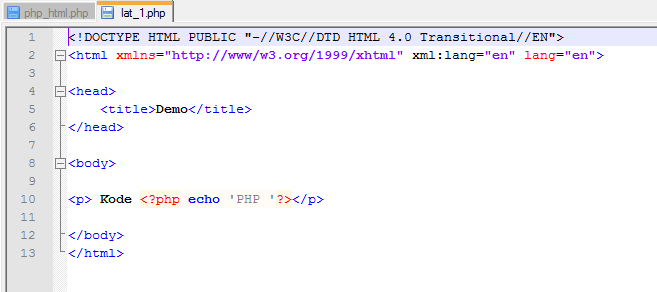 php_html.php lat_1.php
1 <!DOCTYPE HTML PUBLIC "-//W3C//DTD HTML 4.0 Transitional//EN">
2 <html xmlns="http://www/w3.org/1999/xhtml" xml:lang="en" lang="en">
3
4 <head>
5 <title>Demo</title>
6 </head>
7
8 <body>
9
10 <p> Kode <?php echo 'PHP '?></p>
11
12 </body>
13 </html>